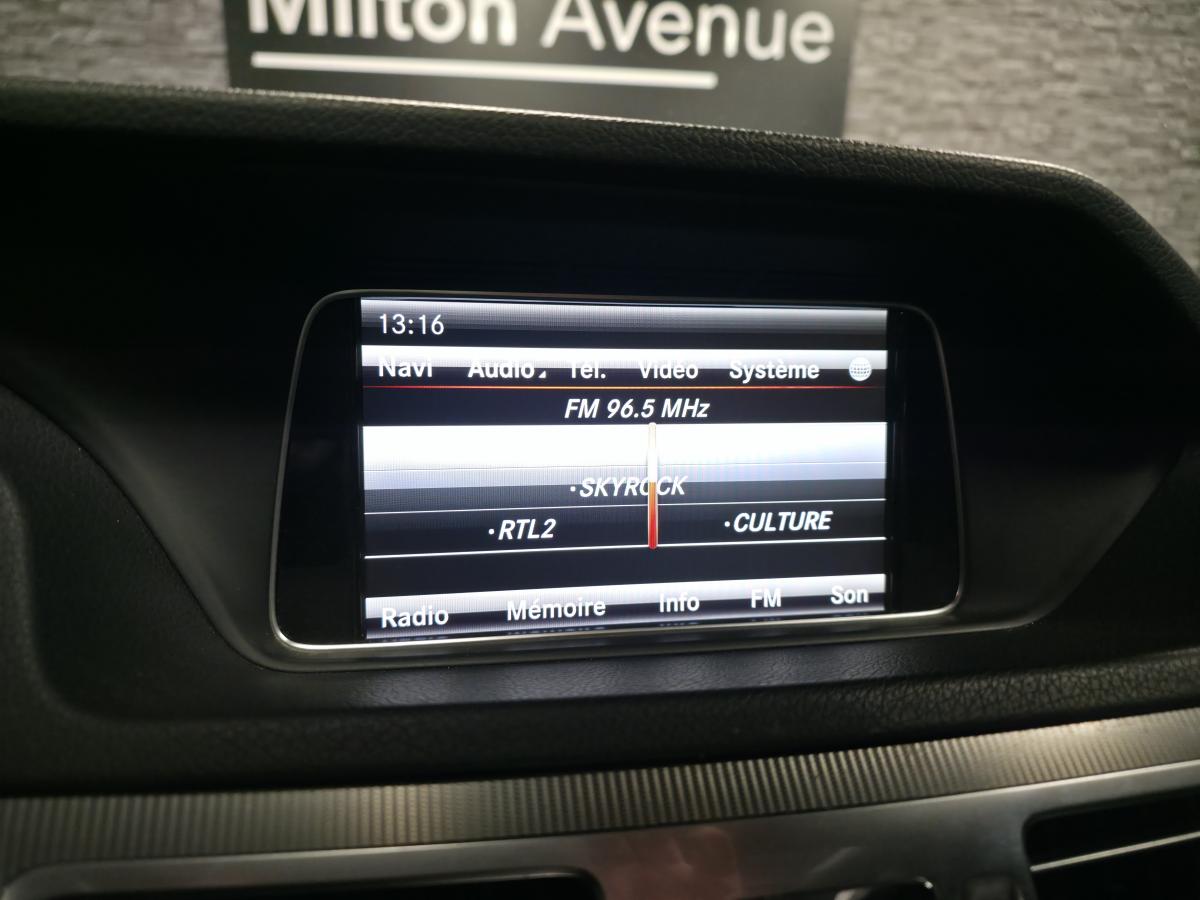 Milton Avenue
13:16
Navi Audio Tél. Vidéo Système
FM 96.5 MHz
SKYROCK
RTL2 CULTURE
Radio Mémoire Info FM Son